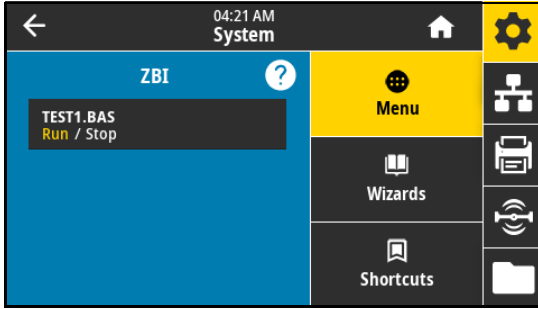 04:21 AM
System
ZBI
?
TEST1.BAS
Run / Stop
Menu
Wizards
Shortcuts